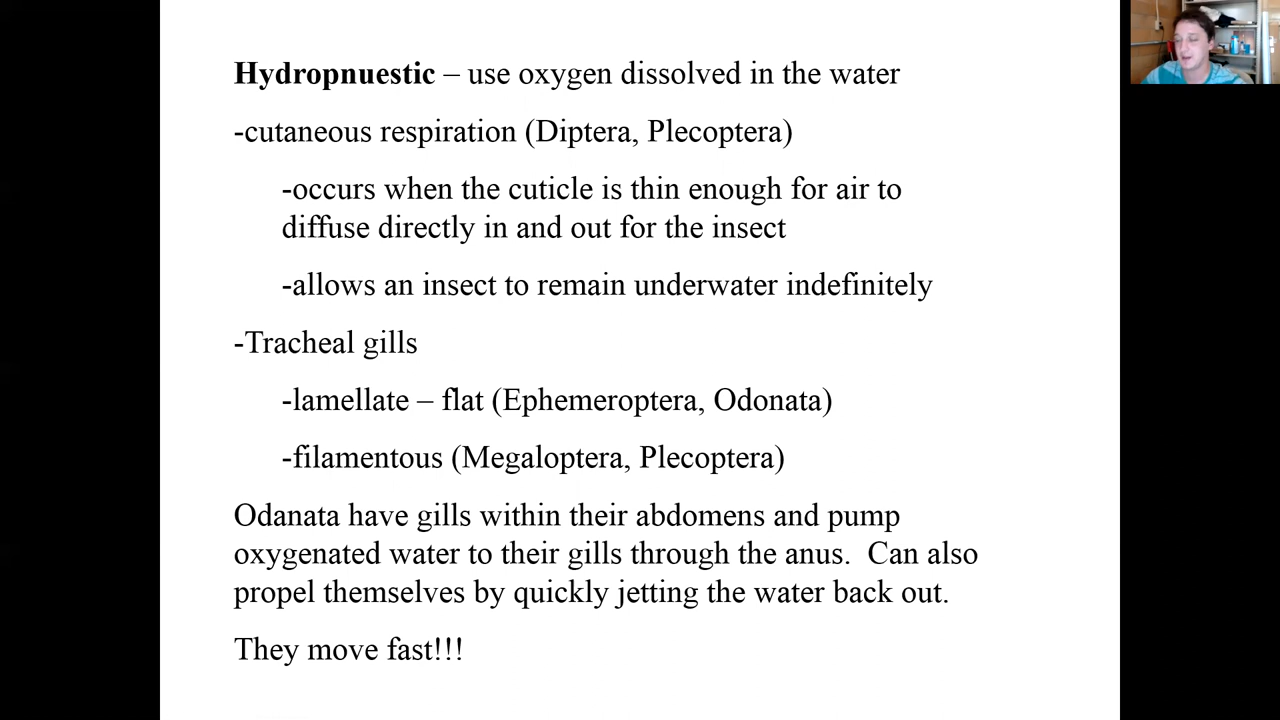 Hydropnuestic – use oxygen dissolved in the water
-cutaneous respiration (Diptera, Plecoptera)
-occurs when the cuticle is thin enough for air to
diffuse directly in and out for the insect
-allows an insect to remain underwater indefinitely
-Tracheal gills
-lamellate – flat (Ephemeroptera, Odonata)
-filamentous (Megaloptera, Plecoptera)
Odanata have gills within their abdomens and pump
oxygenated water to their gills through the anus.  Can also
propel themselves by quickly jetting the water back out.
They move fast!!!